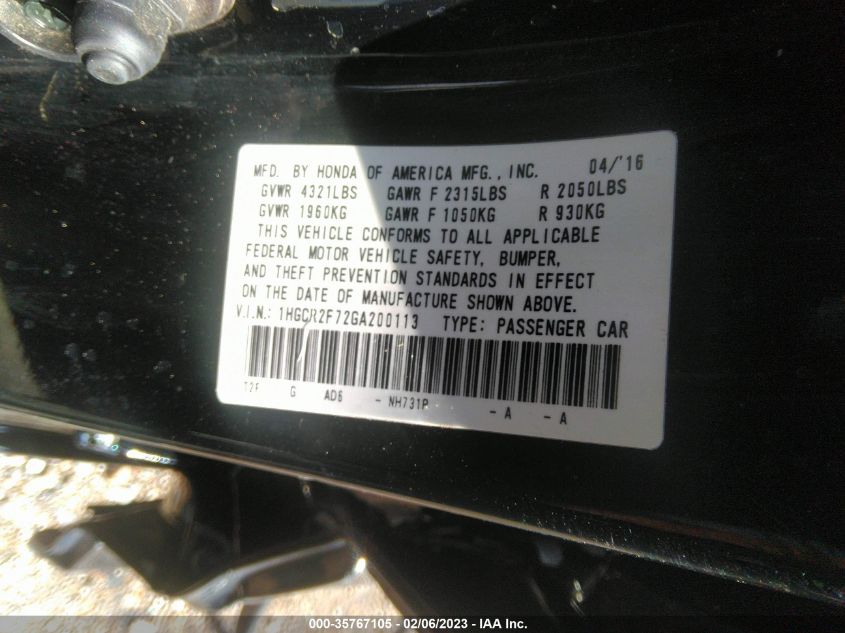 MFD. BY HONDA OF AMERICA MFG., INC. 04/'16
GVWR 4321LBS GAWR F 2315LBS R 2050LBS
GVWR 1960KG GAWR F 1050KG R 930KG
THIS VEHICLE CONFORMS TO ALL APPLICABLE
FEDERAL MOTOR VEHICLE SAFETY, BUMPER,
AND THEFT PREVENTION STANDARDS IN EFFECT
ON THE DATE OF MANUFACTURE SHOWN ABOVE.
V.I.N.: 1HGCR2F72GA200113 TYPE: PASSENGER CAR
T2F G AD6 - NH731P - A - A
000-35767105 - 02/06/2023 - IAA Inc.